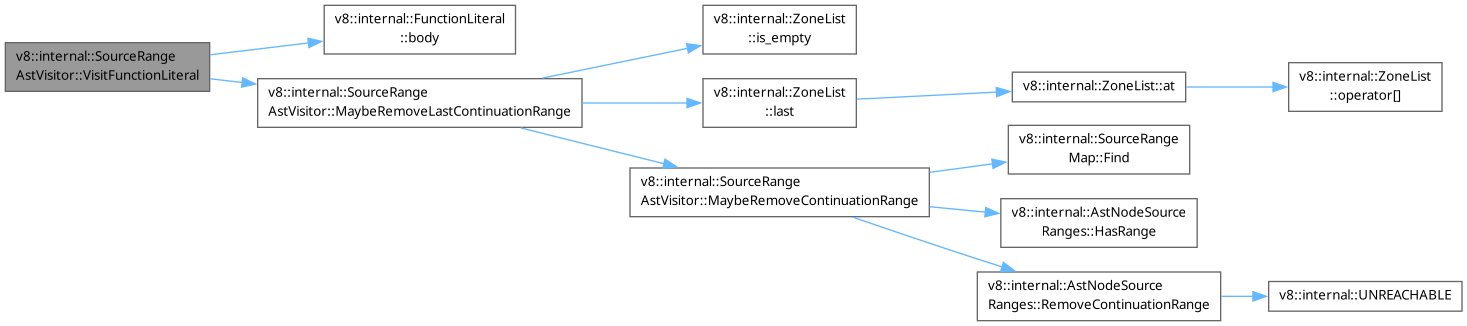 v8::internal::SourceRange
AstVisitor::VisitFunctionLiteral
v8::internal::FunctionLiteral
::body
v8::internal::SourceRange
AstVisitor::MaybeRemoveLastContinuationRange
v8::internal::ZoneList
::is_empty
v8::internal::ZoneList
::last
v8::internal::ZoneList::at
v8::internal::ZoneList
::operator[]
v8::internal::SourceRange
AstVisitor::MaybeRemoveContinuationRange
v8::internal::SourceRange
Map::Find
v8::internal::AstNodeSource
Ranges::HasRange
v8::internal::AstNodeSource
Ranges::RemoveContinuationRange
v8::internal::UNREACHABLE